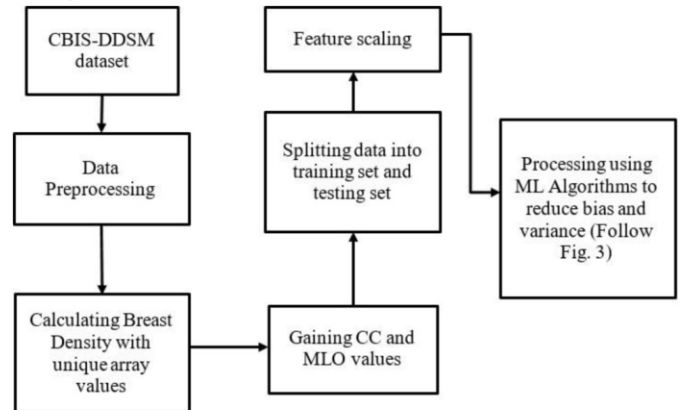 CBIS-DDSM
dataset
Data
Preprocessing
Calculating Breast
Density with
unique array
values
Gaining CC and
MLO values
Splitting data into
training set and
testing set
Feature scaling
Processing using
ML Algorithms to
reduce bias and
variance (Follow
Fig. 3)